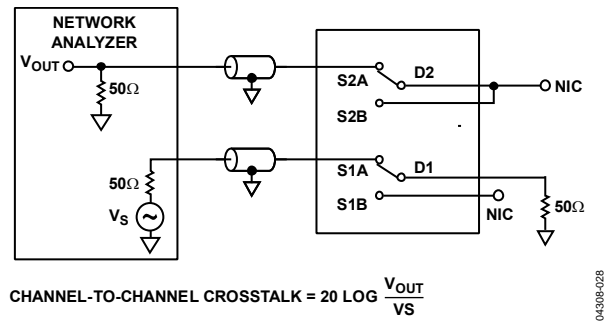 NETWORK
ANALYZER
VOUT
50Ω
50Ω
VS
S2A
D2
S2B
NIC
S1A
D1
S1B
NIC
50Ω
CHANNEL-TO-CHANNEL CROSSTALK = 20 LOG VOUT
VS
04308-028